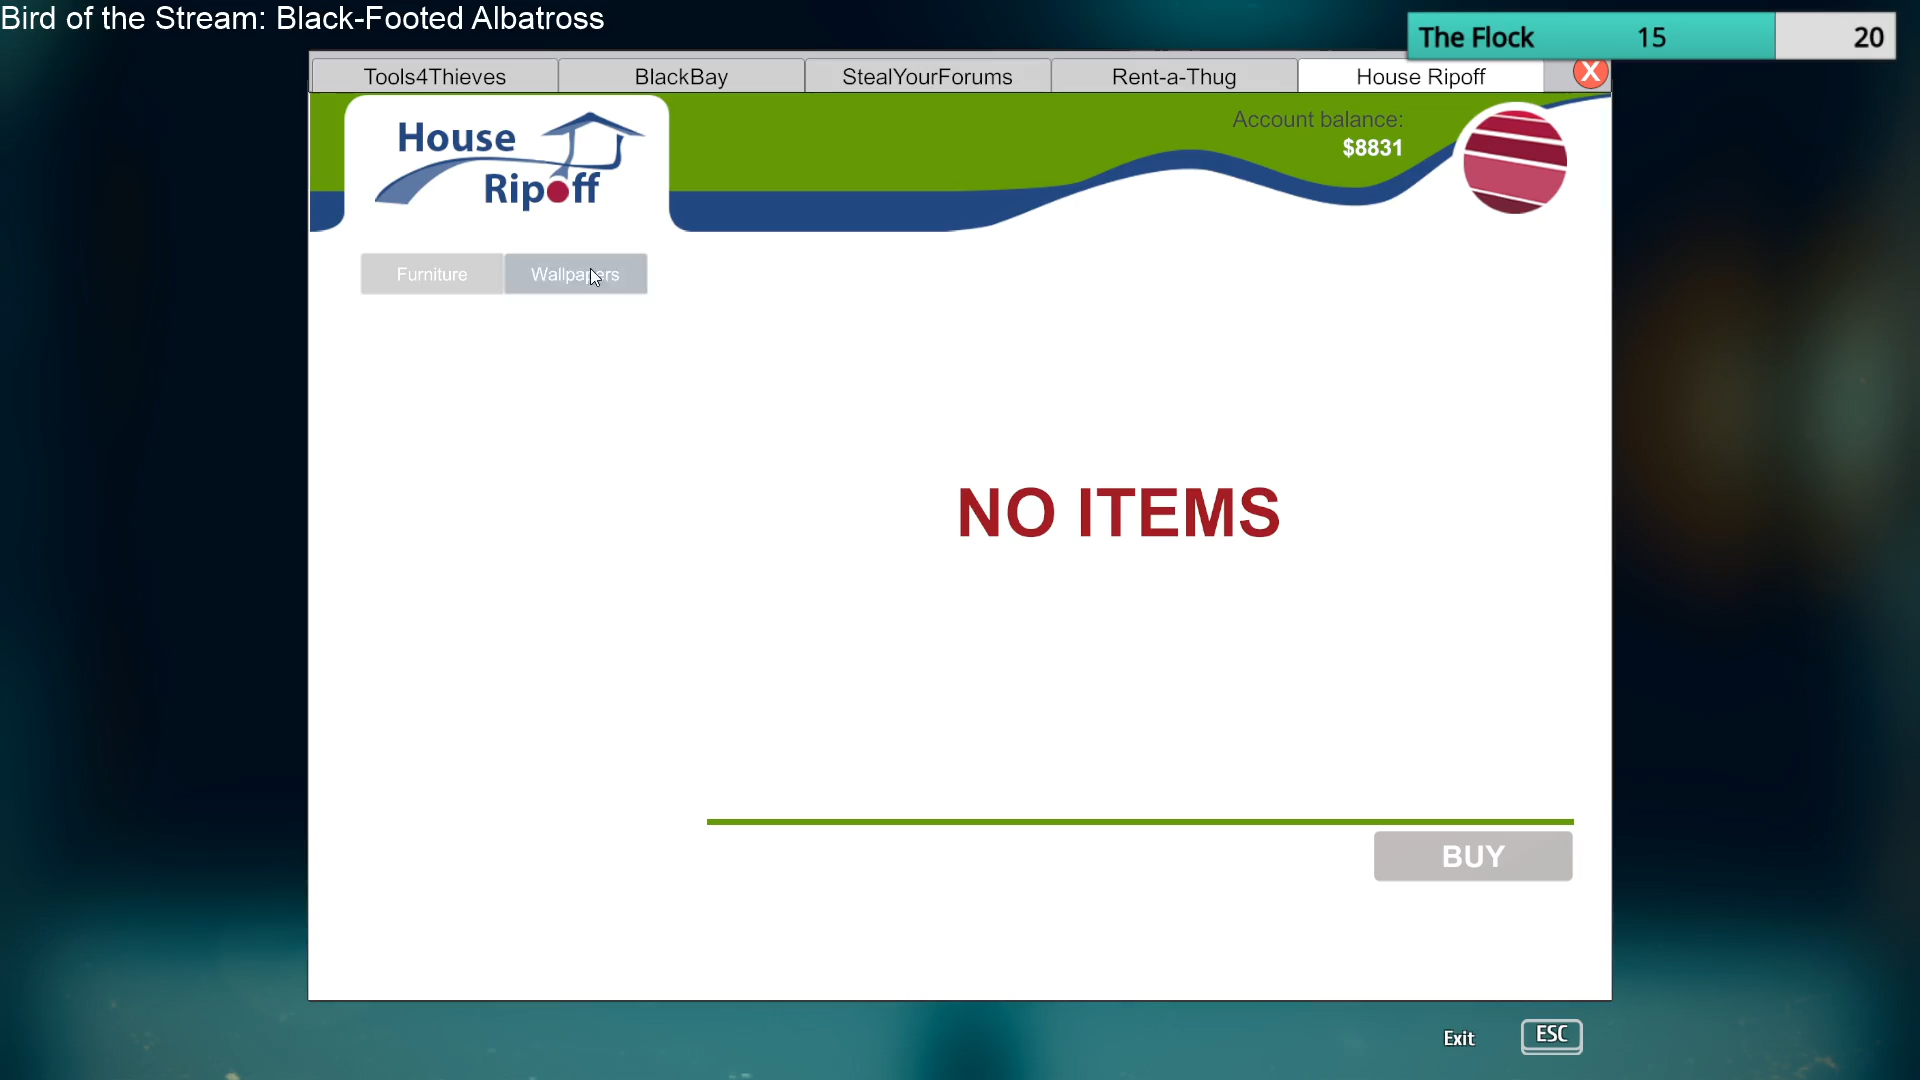 Bird of the Stream: Black-Footed Albatross
The Flock 15 20
Tools4Thieves BlackBay StealYourForums Rent-a-Thug House Ripoff X
House
Ripoff
Account balance:
$8831
Furniture Wallpapers
NO ITEMS
BUY
Exit ESC